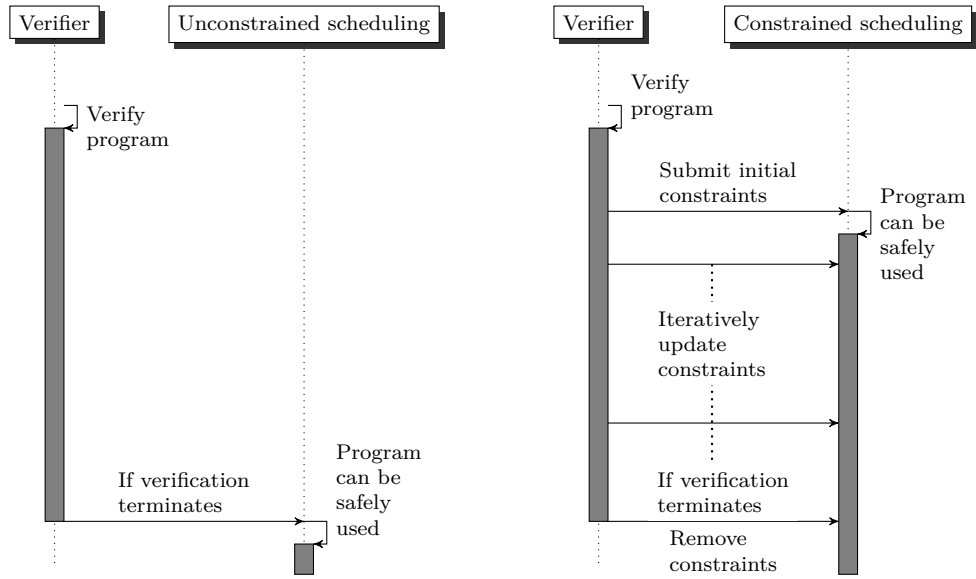 Verifier
Unconstrained scheduling
Verify
program
If verification
terminates
Program
can be
safely
used
Verifier
Constrained scheduling
Verify
program
Submit initial
constraints
Program
can be
safely
used
Iteratively
update
constraints
If verification
terminates
Remove
constraints